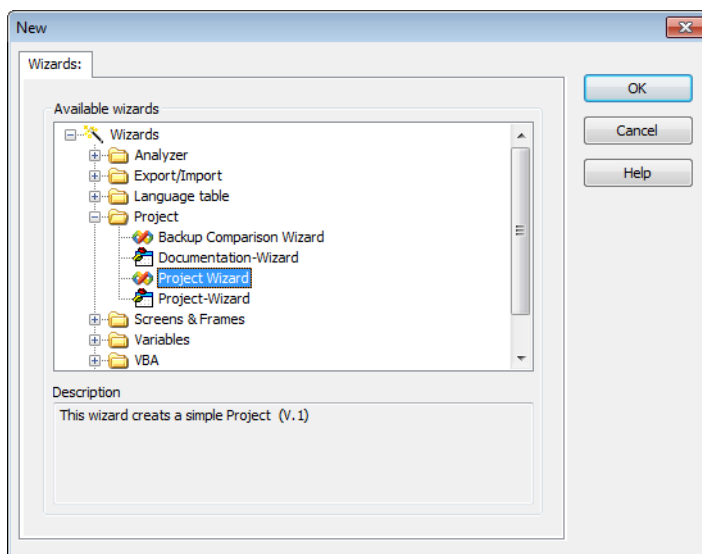 New
Wizards:
Available wizards
Wizards
Analyzer
Export/Import
Language table
Project
Backup Comparison Wizard
Documentation-Wizard
Project Wizard
Project-Wizard
Screens & Frames
Variables
VBA
Description
This wizard creats a simple Project (V.1)
OK
Cancel
Help